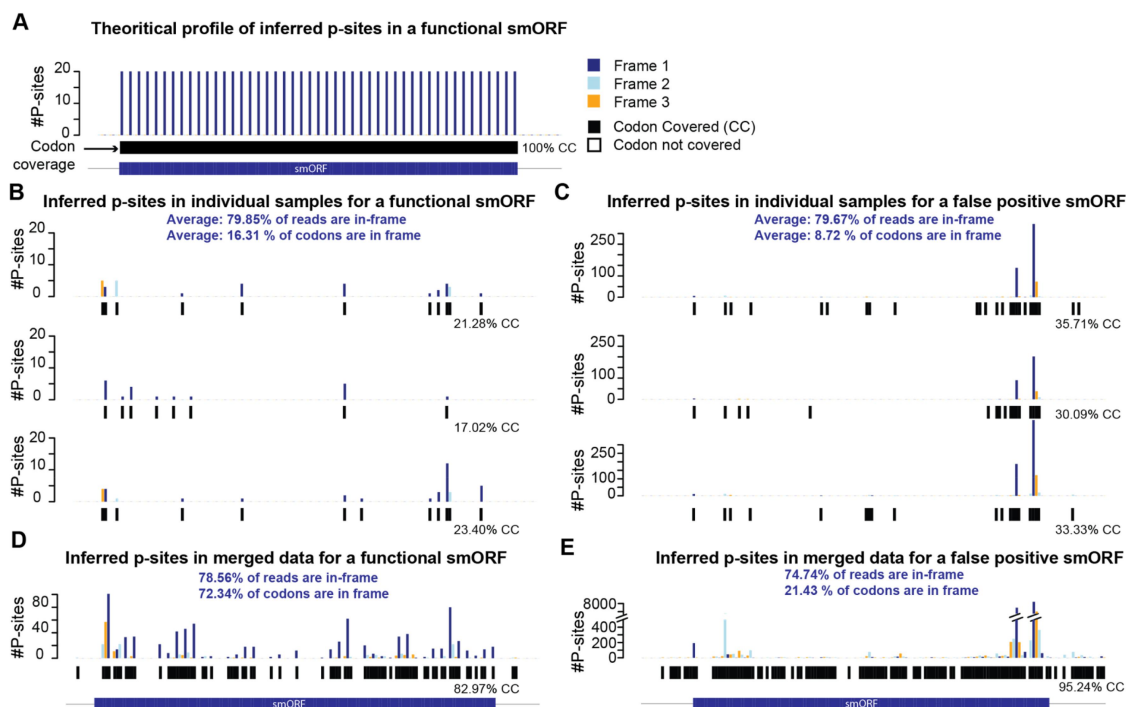 A
Theoritical profile of inferred p-sites in a functional smORF
#P-sites
20
10
0
Codon coverage
100% CC
smORF
Frame 1
Frame 2
Frame 3
Codon Covered (CC)
Codon not covered
B
Inferred p-sites in individual samples for a functional smORF
Average: 79.85% of reads are in-frame
Average: 16.31 % of codons are in frame
#P-sites
20
10
0
21.28% CC
#P-sites
20
10
0
17.02% CC
#P-sites
20
10
0
23.40% CC
C
Inferred p-sites in individual samples for a false positive smORF
Average: 79.67% of reads are in-frame
Average: 8.72 % of codons are in frame
#P-sites
250
100
0
35.71% CC
#P-sites
250
100
0
30.09% CC
#P-sites
250
100
0
33.33% CC
D
Inferred p-sites in merged data for a functional smORF
78.56% of reads are in-frame
72.34% of codons are in frame
#P-sites
80
40
0
82.97% CC
smORF
E
Inferred p-sites in merged data for a false positive smORF
74.74% of reads are in-frame
21.43 % of codons are in frame
#P-sites
8000
400
200
0
95.24% CC
smORF